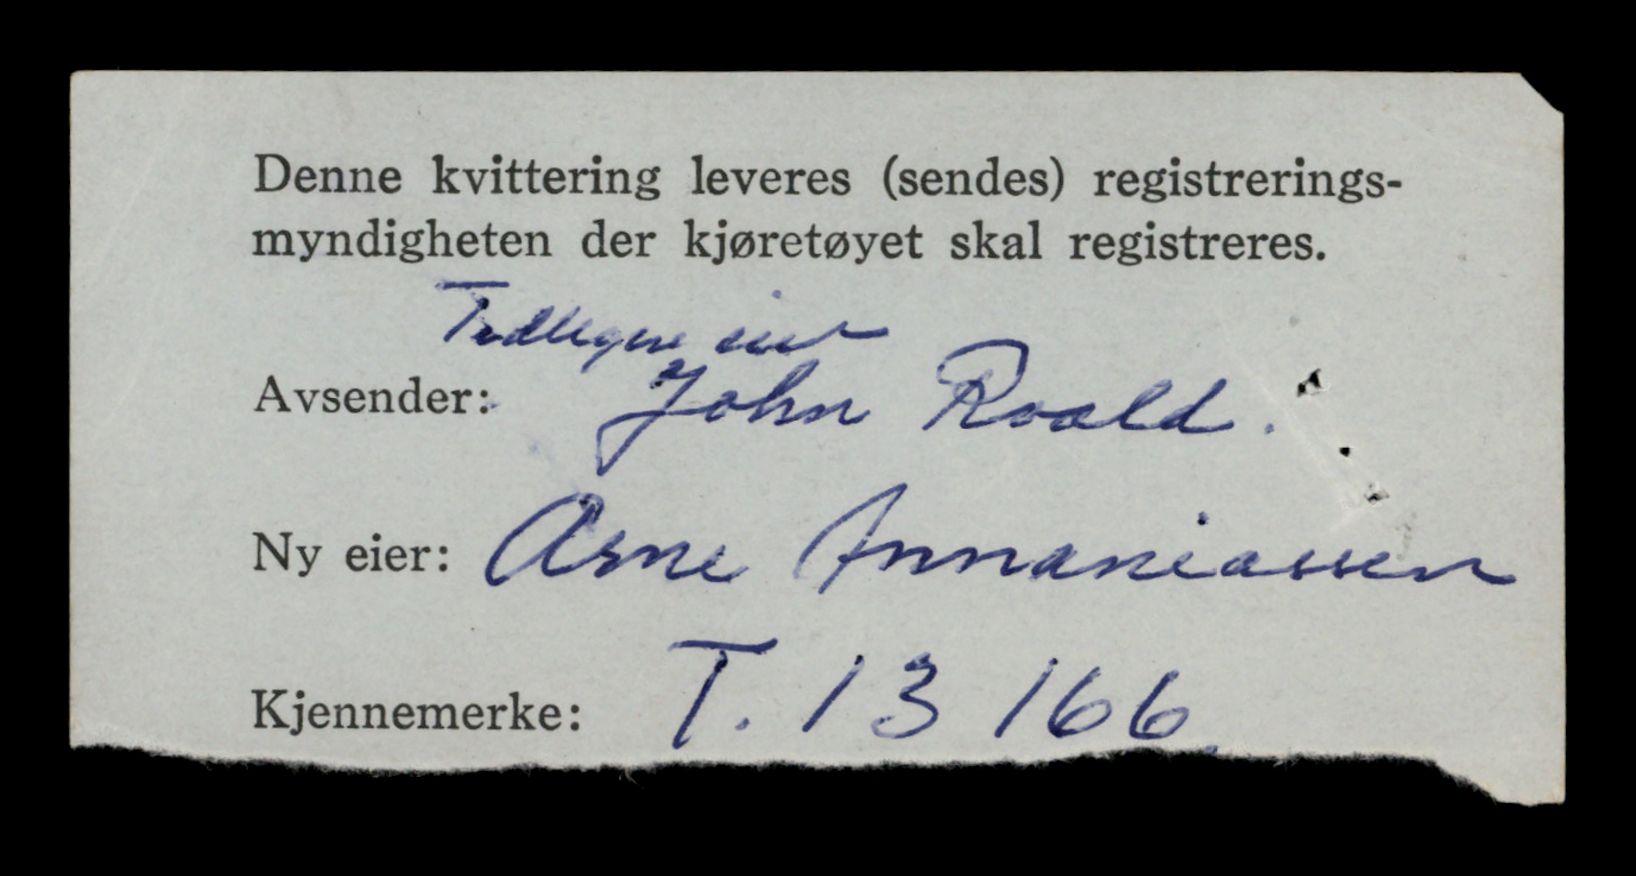 Denne kvittering leveres (sendes) registrerings-
myndigheten der kjøretøyet skal registreres.
Tidligere eier
Avsender: John Roald.
Ny eier: Arne Annaniassen
Kjennemerke: T. 13 166.